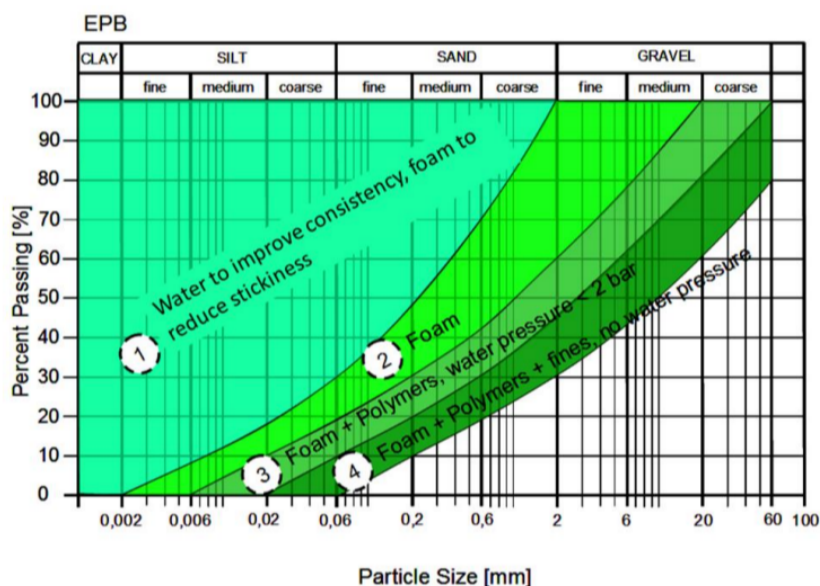 EPB
CLAY SILT SAND GRAVEL
fine medium coarse fine medium coarse fine medium coarse
100
90
80
70
60
50
40
30
20
10
0
Percent Passing [%]
1
Water to improve consistency, foam to
reduce stickiness
2
Foam
3
Foam + Polymers, water pressure < 2 bar
4
Foam + Polymers + fines, no water pressure
0,002 0,006 0,02 0,06 0,2 0,6 2 6 20 60 100
Particle Size [mm]